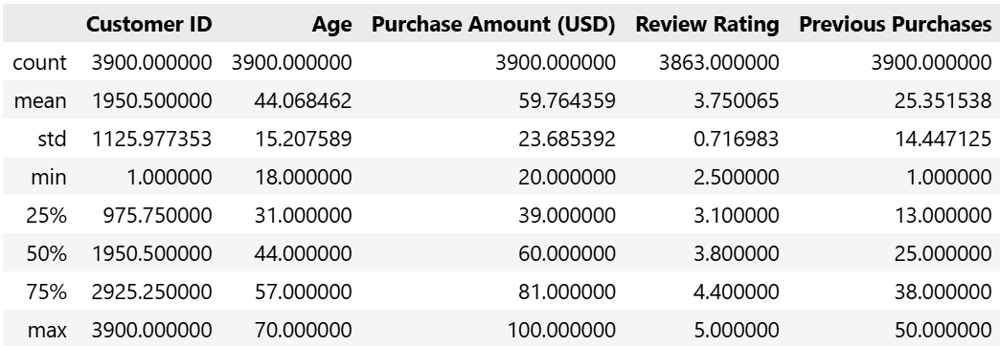 Customer ID Age Purchase Amount (USD) Review Rating Previous Purchases
count 3900.000000 3900.000000 3900.000000 3863.000000 3900.000000
mean 1950.500000 44.068462 59.764359 3.750065 25.351538
std 1125.977353 15.207589 23.685392 0.716983 14.447125
min 1.000000 18.000000 20.000000 2.500000 1.000000
25% 975.750000 31.000000 39.000000 3.100000 13.000000
50% 1950.500000 44.000000 60.000000 3.800000 25.000000
75% 2925.250000 57.000000 81.000000 4.400000 38.000000
max 3900.000000 70.000000 100.000000 5.000000 50.000000